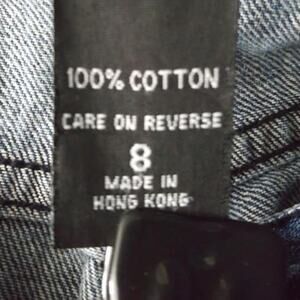 100% COTTON
CARE ON REVERSE
8
MADE IN
HONG KONG